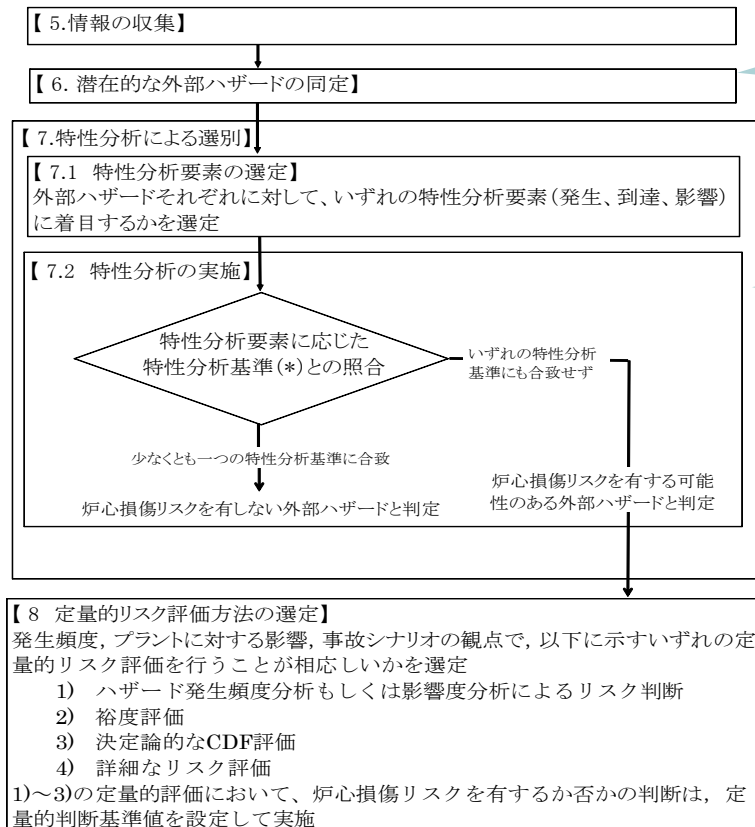 【 5.情報の収集】
【 6. 潜在的な外部ハザードの同定】
【 7.特性分析による選別】
【 7.1 特性分析要素の選定】
外部ハザードそれぞれに対して、いずれの特性分析要素(発生、到達、影響)
に着目するかを選定
【 7.2 特性分析の実施】
特性分析要素に応じた
特性分析基準(*)との照合
いずれの特性分析
基準にも合致せず
少なくとも一つの特性分析基準に合致
炉心損傷リスクを有しない外部ハザードと判定
炉心損傷リスクを有する可能
性のある外部ハザードと判定
【 8 定量的リスク評価方法の選定】
発生頻度, プラントに対する影響, 事故シナリオの観点で, 以下に示すいずれの定
量的リスク評価を行うことが相応しいかを選定
1) ハザード発生頻度分析もしくは影響度分析によるリスク判断
2) 裕度評価
3) 決定論的なCDF評価
4) 詳細なリスク評価
1)～3)の定量的評価において、炉心損傷リスクを有するか否かの判断は, 定
量的判断基準値を設定して実施